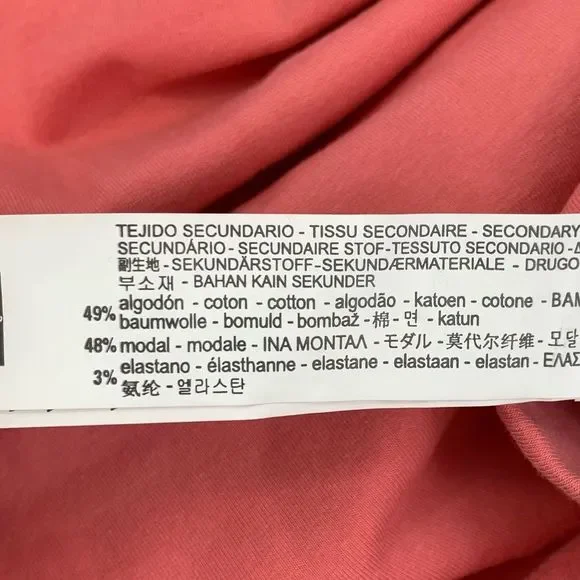 TEJIDO SECUNDARIO - TISSU SECONDAIRE - SECONDARY
SECUNDÁRIO - SECUNDAIRE STOF-TESSUTO SECONDARIO -
副生地 - SEKUNDÄRSTOFF-SEKUNDÆRMATERIALE - DRUGO
부소재 - BAHAN KAIN SEKUNDER
49% algodón - coton - cotton - algodão - katoen - cotone - BAM
baumwolle - bomuld - bombaž - 棉 - 면 - katun
48% modal - modale - INA MONTAΛ - モダル - 莫代尔纤维 - 모달
3% elastano - élasthanne - elastane - elastaan - elastan - ΕΛΑΣ
氨纶 - 엘라스탄